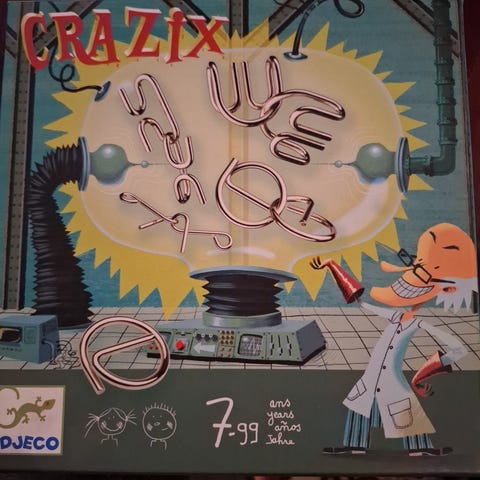 CRAZIX
DJECO
7-99
ans
years
años
Jahre